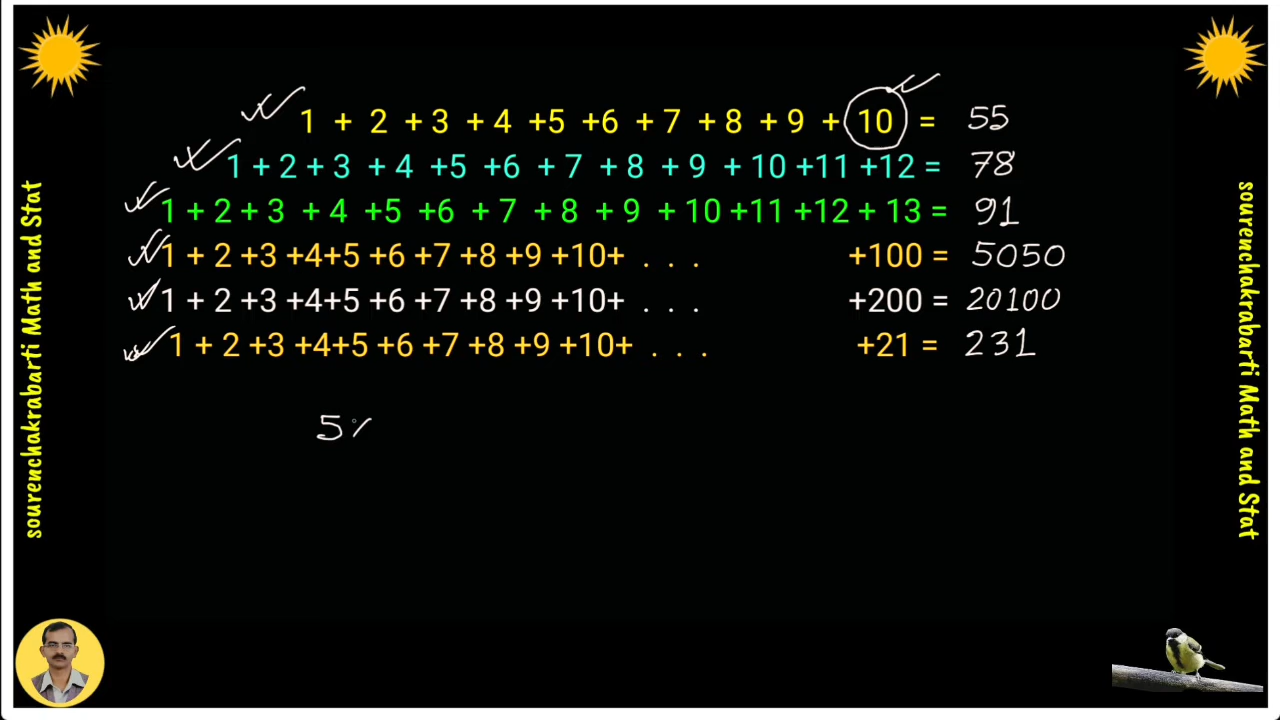 1 + 2 + 3 + 4 +5 +6 + 7 + 8 + 9 + 10 = 55
1 + 2 + 3 + 4 +5 +6 + 7 + 8 + 9 + 10 +11 +12 = 78
1 + 2 + 3 + 4 +5 +6 + 7 + 8 + 9 + 10 +11 +12 + 13 = 91
1 + 2 +3 +4+5 +6 +7 +8 +9 +10+ . . . +100 = 5050
1 + 2 +3 +4+5 +6 +7 +8 +9 +10+ . . . +200 = 20100
1 + 2 +3 +4+5 +6 +7 +8 +9 +10+ . . . +21 = 231
5
sourenchakrabarti Math and Stat
sourenchakrabarti Math and Stat